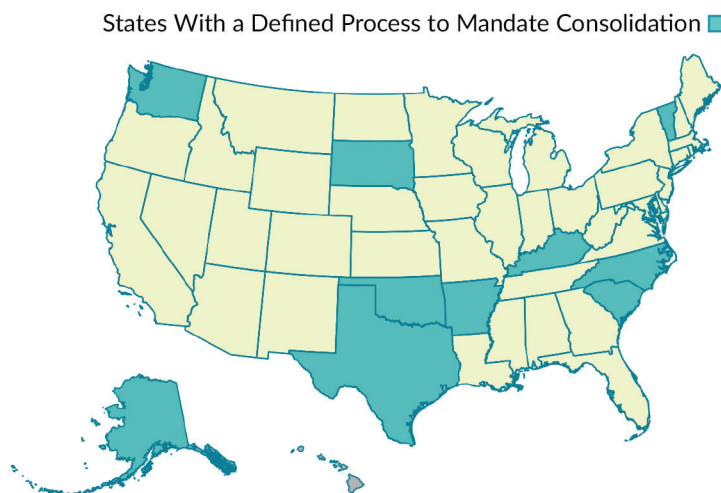 States With a Defined Process to Mandate Consolidation